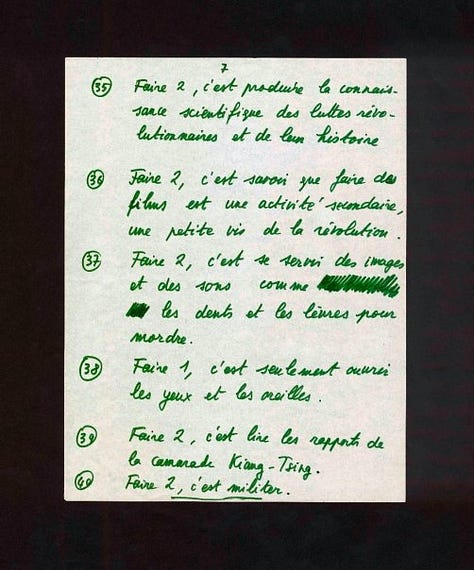 7
35 Faire 2, c'est produire la connais-
sance scientifique des luttes révo-
lutionnaires et de leur histoire
36 Faire 2, c'est savoir que faire des
films est une activité secondaire,
une petite vis de la révolution.
37 Faire 2, c'est se servir des images
et des sons comme
les dents et les lèvres pour
mordre.
38 Faire 1, c'est seulement ouvrir
les yeux et les oreilles.
39 Faire 2, c'est lire les rapports de
la camarade Kiang-Tsing.
40 Faire 2, c'est militer.